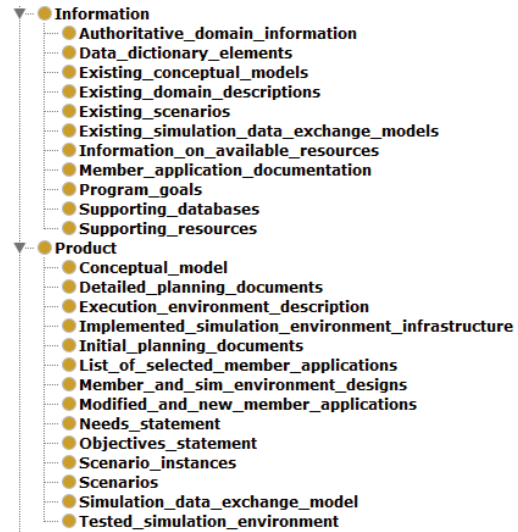 Information
Authoritative_domain_information
Data_dictionary_elements
Existing_conceptual_models
Existing_domain_descriptions
Existing_scenarios
Existing_simulation_data_exchange_models
Information_on_available_resources
Member_application_documentation
Program_goals
Supporting_databases
Supporting_resources
Product
Conceptual_model
Detailed_planning_documents
Execution_environment_description
Implemented_simulation_environment_infrastructure
Initial_planning_documents
List_of_selected_member_applications
Member_and_sim_environment_designs
Modified_and_new_member_applications
Needs_statement
Objectives_statement
Scenario_instances
Scenarios
Simulation_data_exchange_model
Tested_simulation_environment